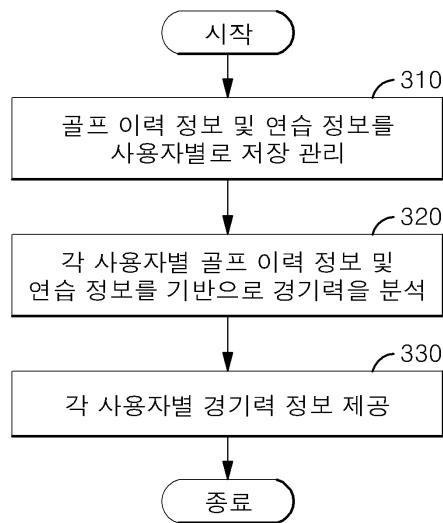 시작
310
골프 이력 정보 및 연습 정보를
사용자별로 저장 관리
320
각 사용자별 골프 이력 정보 및
연습 정보를 기반으로 경기력을 분석
330
각 사용자별 경기력 정보 제공
종료